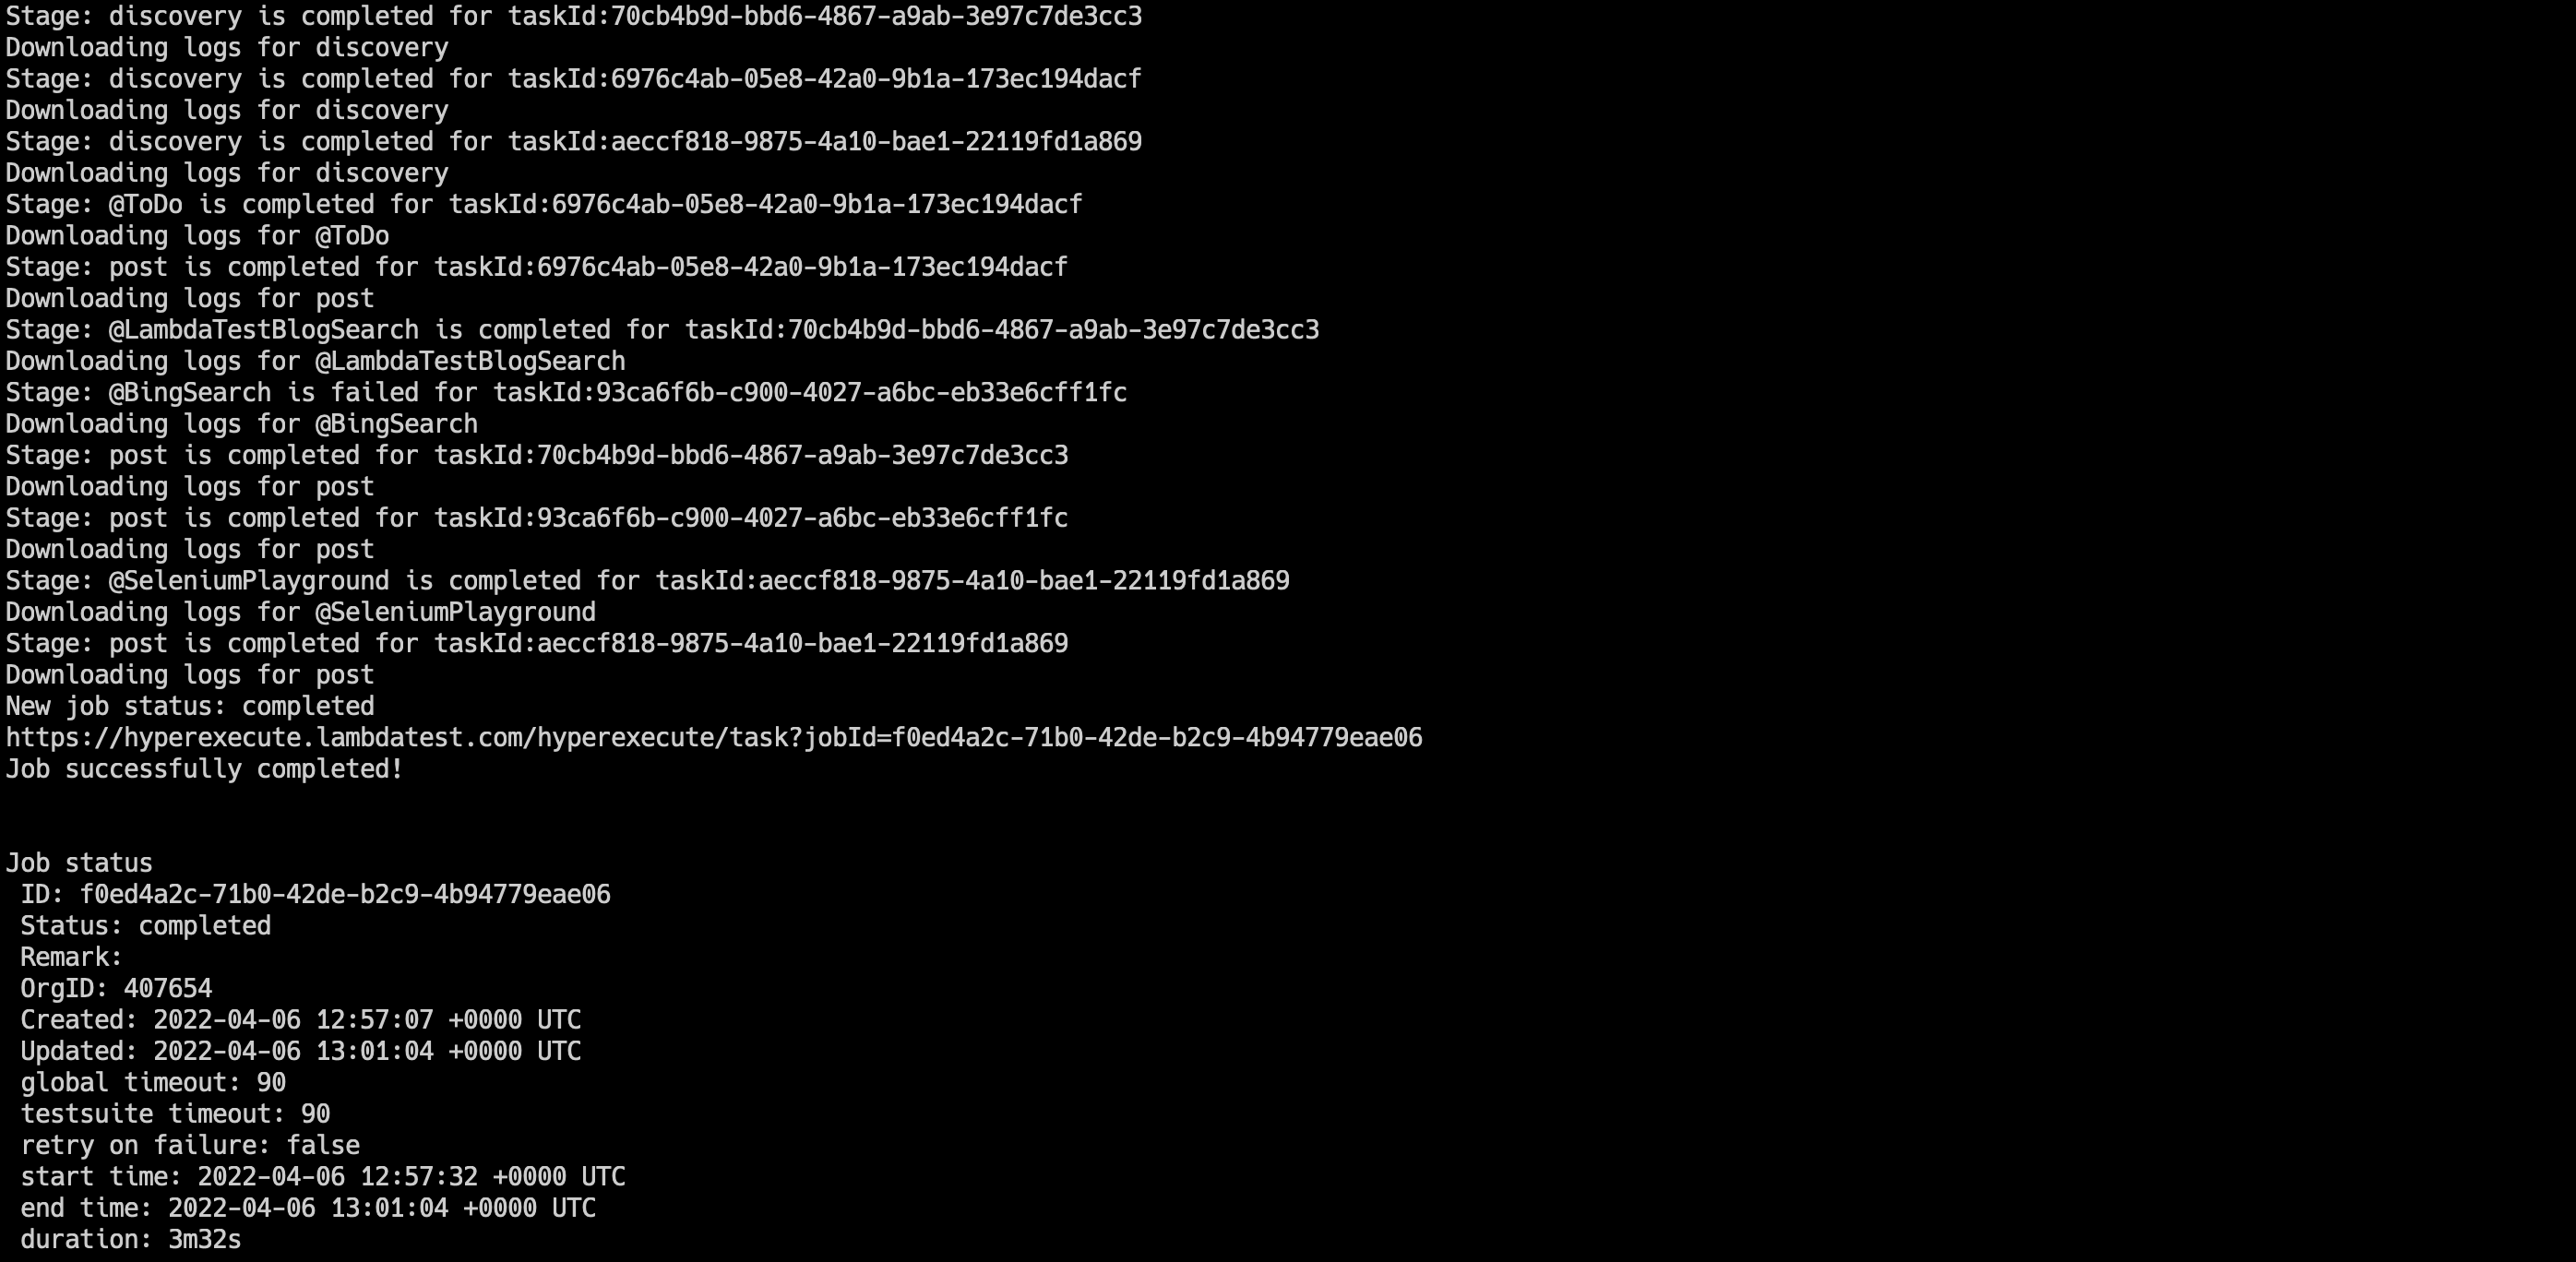 Stage: discovery is completed for taskId:70cb4b9d-bbd6-4867-a9ab-3e97c7de3cc3
Downloading logs for discovery
Stage: discovery is completed for taskId:6976c4ab-05e8-42a0-9b1a-173ec194dacf
Downloading logs for discovery
Stage: discovery is completed for taskId:aeccf818-9875-4a10-bae1-22119fd1a869
Downloading logs for discovery
Stage: @ToDo is completed for taskId:6976c4ab-05e8-42a0-9b1a-173ec194dacf
Downloading logs for @ToDo
Stage: post is completed for taskId:6976c4ab-05e8-42a0-9b1a-173ec194dacf
Downloading logs for post
Stage: @LambdaTestBlogSearch is completed for taskId:70cb4b9d-bbd6-4867-a9ab-3e97c7de3cc3
Downloading logs for @LambdaTestBlogSearch
Stage: @BingSearch is failed for taskId:93ca6f6b-c900-4027-a6bc-eb33e6cff1fc
Downloading logs for @BingSearch
Stage: post is completed for taskId:70cb4b9d-bbd6-4867-a9ab-3e97c7de3cc3
Downloading logs for post
Stage: post is completed for taskId:93ca6f6b-c900-4027-a6bc-eb33e6cff1fc
Downloading logs for post
Stage: @SeleniumPlayground is completed for taskId:aeccf818-9875-4a10-bae1-22119fd1a869
Downloading logs for @SeleniumPlayground
Stage: post is completed for taskId:aeccf818-9875-4a10-bae1-22119fd1a869
Downloading logs for post
New job status: completed
https://hyperexecute.lambdatest.com/hyperexecute/task?jobId=f0ed4a2c-71b0-42de-b2c9-4b94779eae06
Job successfully completed!
Job status
ID: f0ed4a2c-71b0-42de-b2c9-4b94779eae06
Status: completed
Remark:
OrgID: 407654
Created: 2022-04-06 12:57:07 +0000 UTC
Updated: 2022-04-06 13:01:04 +0000 UTC
global timeout: 90
testsuite timeout: 90
retry on failure: false
start time: 2022-04-06 12:57:32 +0000 UTC
end time: 2022-04-06 13:01:04 +0000 UTC
duration: 3m32s